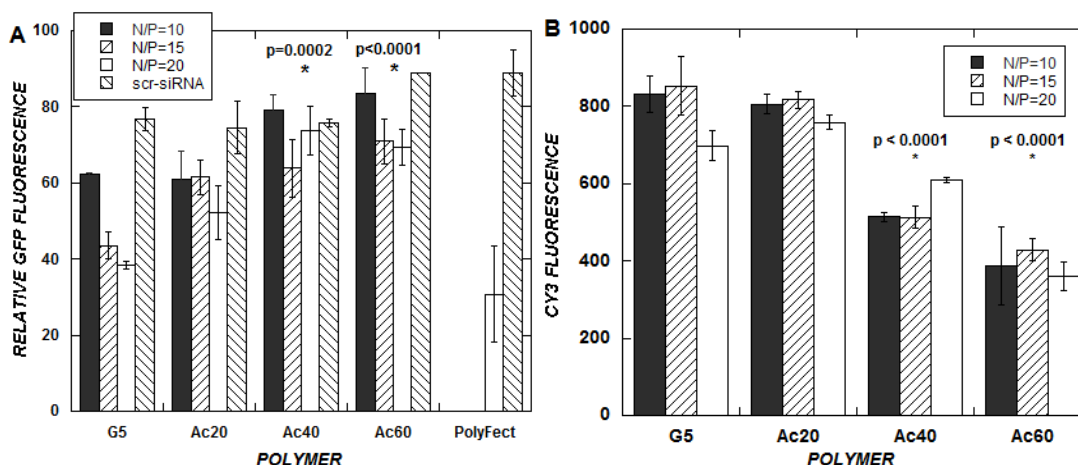 A
RELATIVE GFP FLUORESCENCE
100
80
60
40
20
0
N/P=10
N/P=15
N/P=20
scr-siRNA
p=0.0002
*
p<0.0001
*
G5 Ac20 Ac40 Ac60 PolyFect
POLYMER
B
CY3 FLUORESCENCE
1000
800
600
400
200
0
N/P=10
N/P=15
N/P=20
p < 0.0001
*
p < 0.0001
*
G5 Ac20 Ac40 Ac60
POLYMER